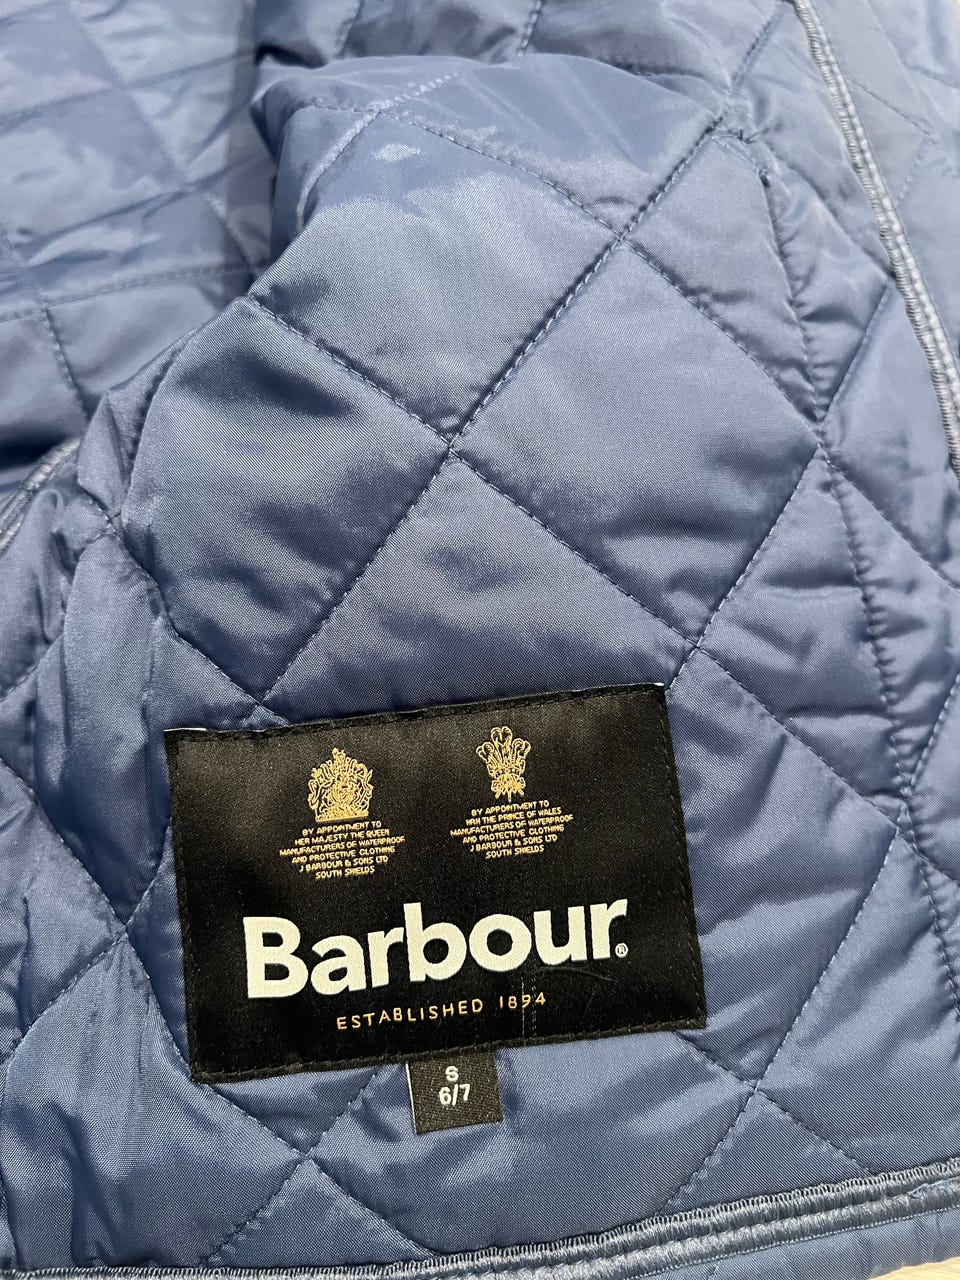 BY APPOINTMENT TO
HER MAJESTY THE QUEEN
MANUFACTURERS OF WATERPROOF
AND PROTECTIVE CLOTHING
J BARBOUR & SONS LTD
SOUTH SHIELDS
BY APPOINTMENT TO
HRH THE PRINCE OF WALES
MANUFACTURERS OF WATERPROOF
AND PROTECTIVE CLOTHING
J BARBOUR & SONS LTD
SOUTH SHIELDS
Barbour®
ESTABLISHED 1894
S
6/7